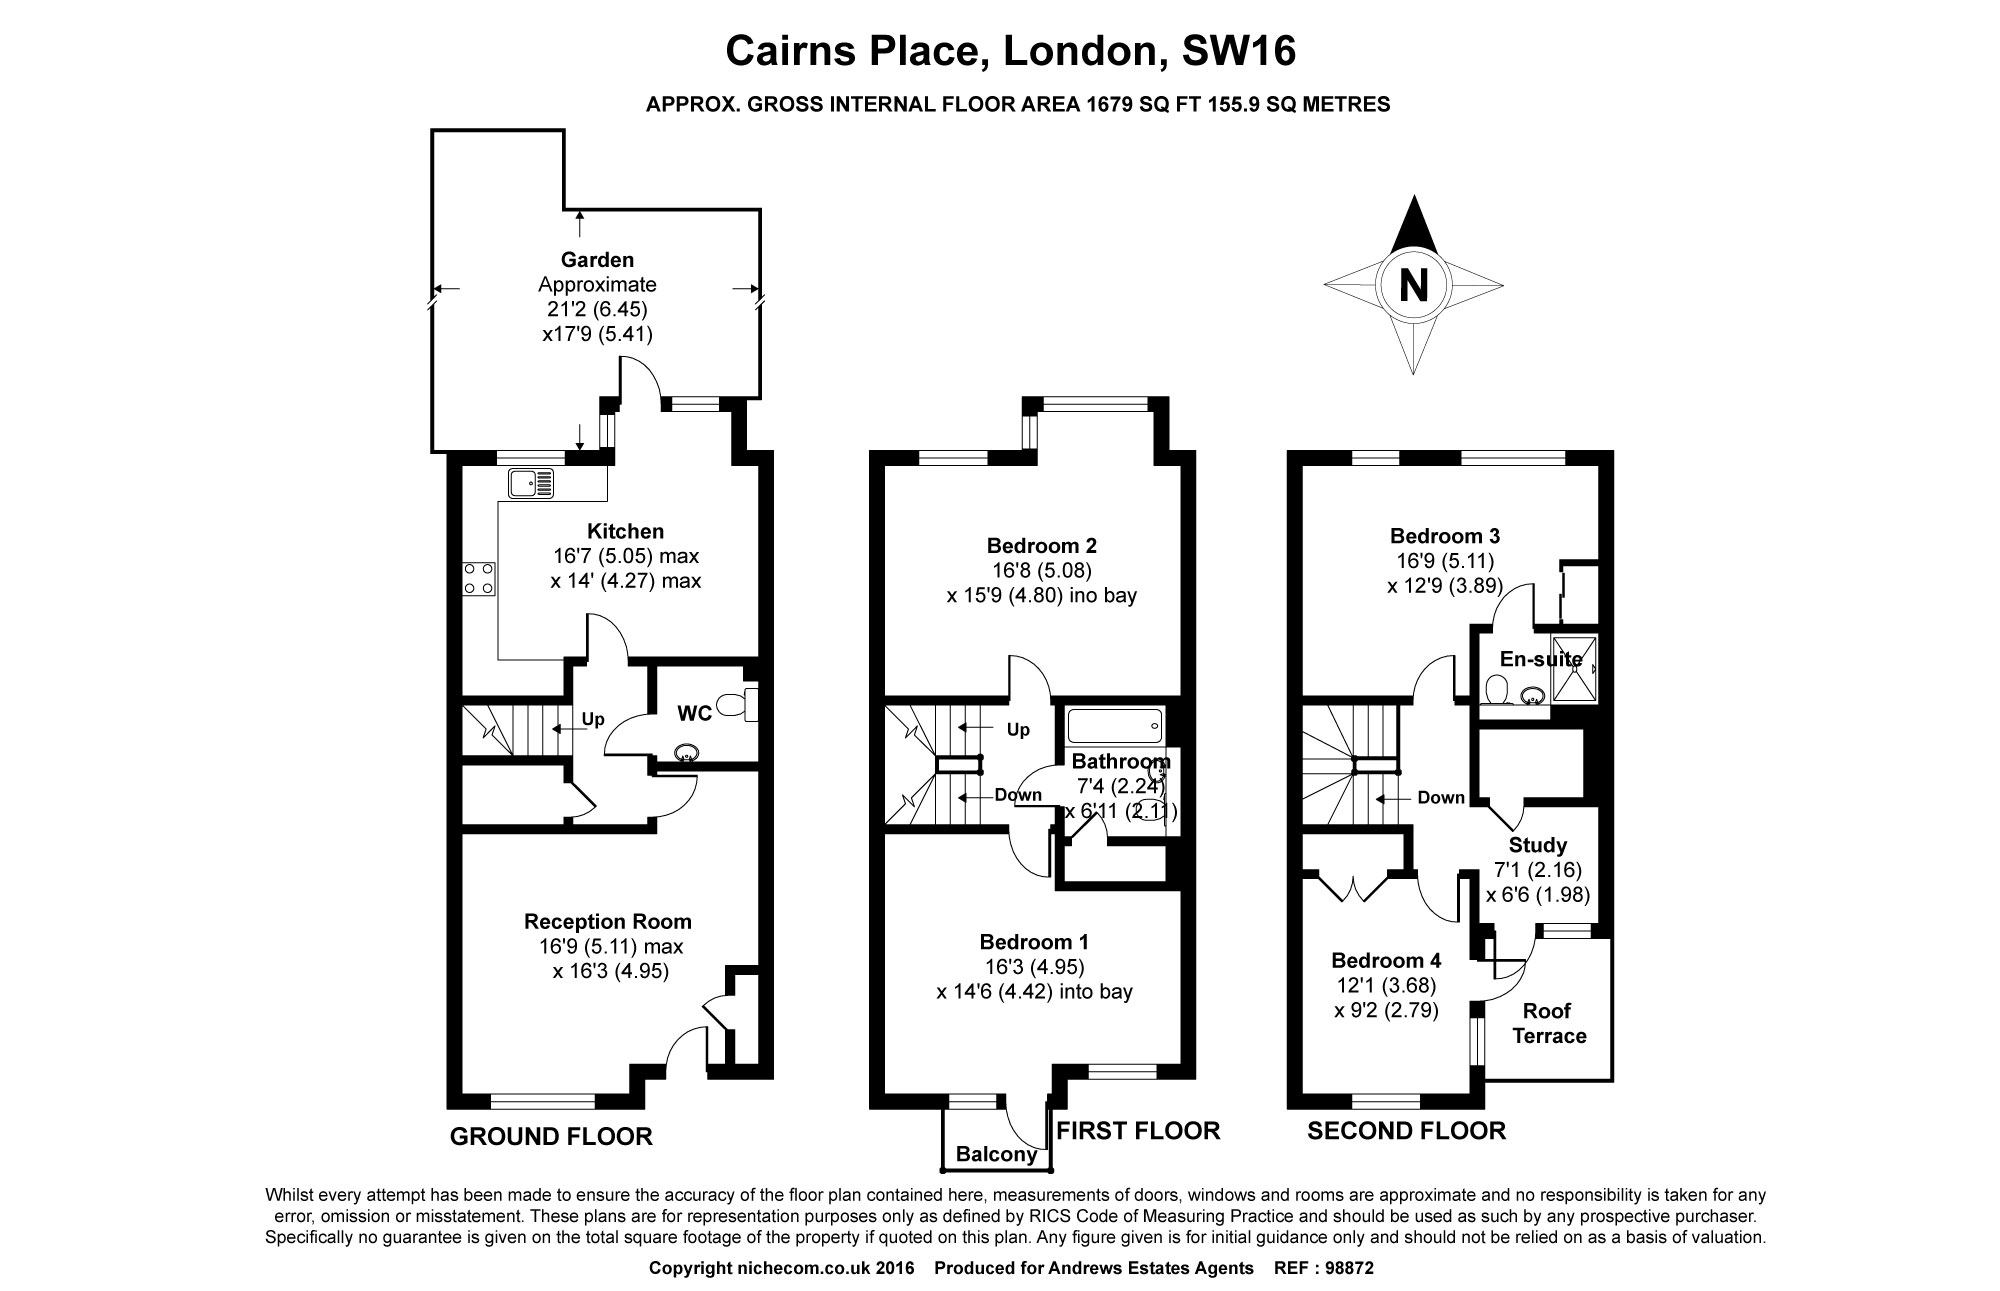 Cairns Place, London, SW16
APPROX. GROSS INTERNAL FLOOR AREA 1679 SQ FT 155.9 SQ METRES
Garden
Approximate
21'2 (6.45)
x17'9 (5.41)
N
Kitchen
16'7 (5.05) max
x 14' (4.27) max
Up
WC
Reception Room
16'9 (5.11) max
x 16'3 (4.95)
GROUND FLOOR
Bedroom 2
16'8 (5.08)
x 15'9 (4.80) ino bay
Up
Down
Bathroom
7'4 (2.24)
x 6'11 (2.11)
Bedroom 1
16'3 (4.95)
x 14'6 (4.42) into bay
Balcony
FIRST FLOOR
Bedroom 3
16'9 (5.11)
x 12'9 (3.89)
En-suite
Down
Study
7'1 (2.16)
x 6'6 (1.98)
Bedroom 4
12'1 (3.68)
x 9'2 (2.79)
Roof
Terrace
SECOND FLOOR
Whilst every attempt has been made to ensure the accuracy of the floor plan contained here, measurements of doors, windows and rooms are approximate and no responsibility is taken for any
error, omission or misstatement. These plans are for representation purposes only as defined by RICS Code of Measuring Practice and should be used as such by any prospective purchaser.
Specifically no guarantee is given on the total square footage of the property if quoted on this plan. Any figure given is for initial guidance only and should not be relied on as a basis of valuation.
Copyright nichecom.co.uk 2016 Produced for Andrews Estates Agents REF : 98872